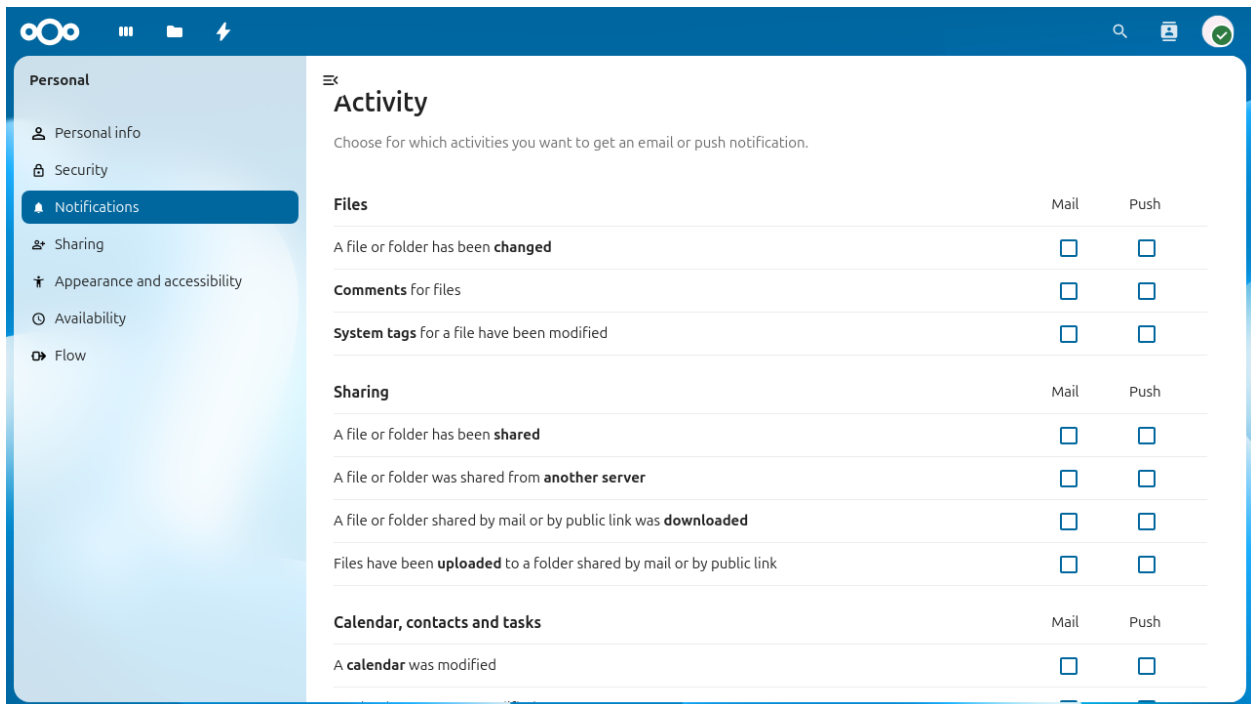 Personal
Personal info
Security
Notifications
Sharing
Appearance and accessibility
Availability
Flow
Activity
Choose for which activities you want to get an email or push notification.
Files Mail Push
A file or folder has been changed
Comments for files
System tags for a file have been modified
Sharing Mail Push
A file or folder has been shared
A file or folder was shared from another server
A file or folder shared by mail or by public link was downloaded
Files have been uploaded to a folder shared by mail or by public link
Calendar, contacts and tasks Mail Push
A calendar was modified